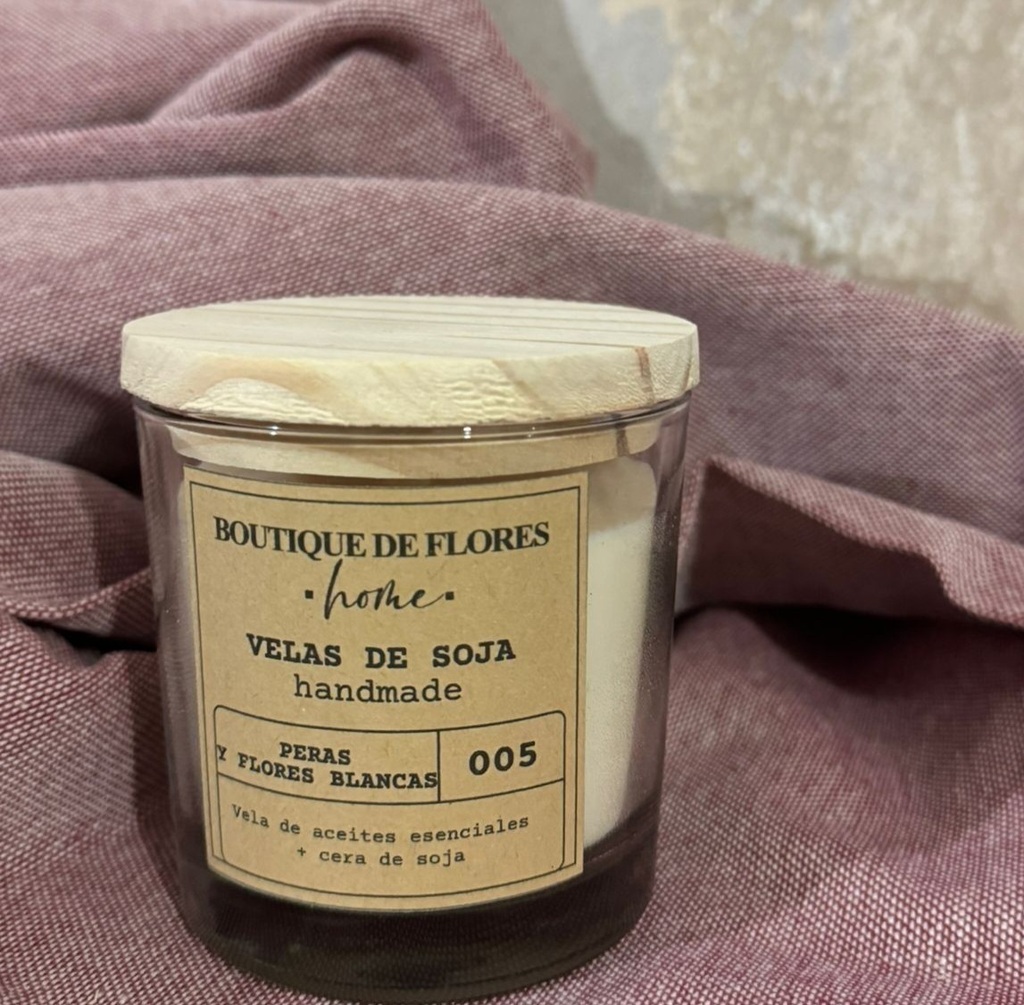 BOUTIQUE DE FLORES
·home·
VELAS DE SOJA
handmade
PERAS
Y FLORES BLANCAS
005
Vela de aceites esenciales
+ cera de soja